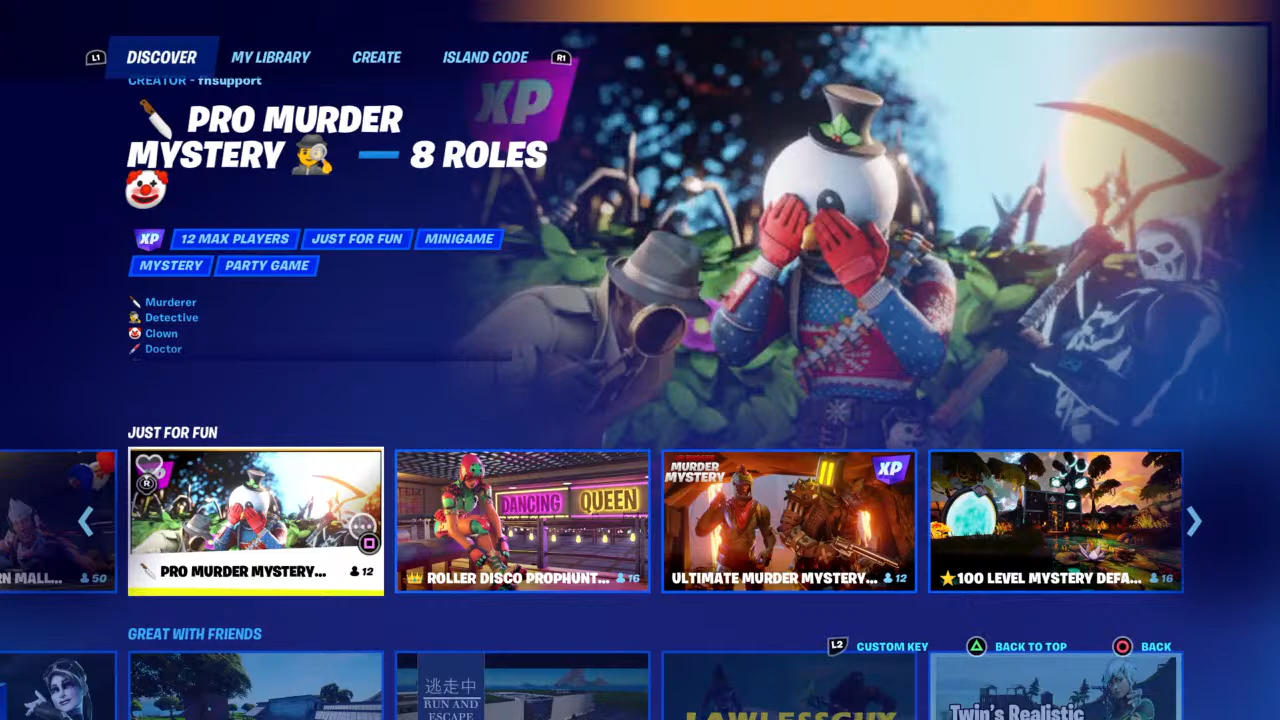 L1 DISCOVER MY LIBRARY CREATE ISLAND CODE R1
CREATOR - fnsupport
XP
PRO MURDER
MYSTERY — 8 ROLES
XP 12 MAX PLAYERS JUST FOR FUN MINIGAME
MYSTERY PARTY GAME
Murderer
Detective
Clown
Doctor
JUST FOR FUN
R
DANCING QUEEN
MURDER
MYSTERY
XP
RN MALL... 50
PRO MURDER MYSTERY... 12
ROLLER DISCO PROPHUNT... 16
ULTIMATE MURDER MYSTERY... 12
100 LEVEL MYSTERY DEFA... 16
GREAT WITH FRIENDS
L2 CUSTOM KEY BACK TO TOP BACK
逃走中
RUN AND
ESCAPE
LAWLESSGUY
Twin's Realistic